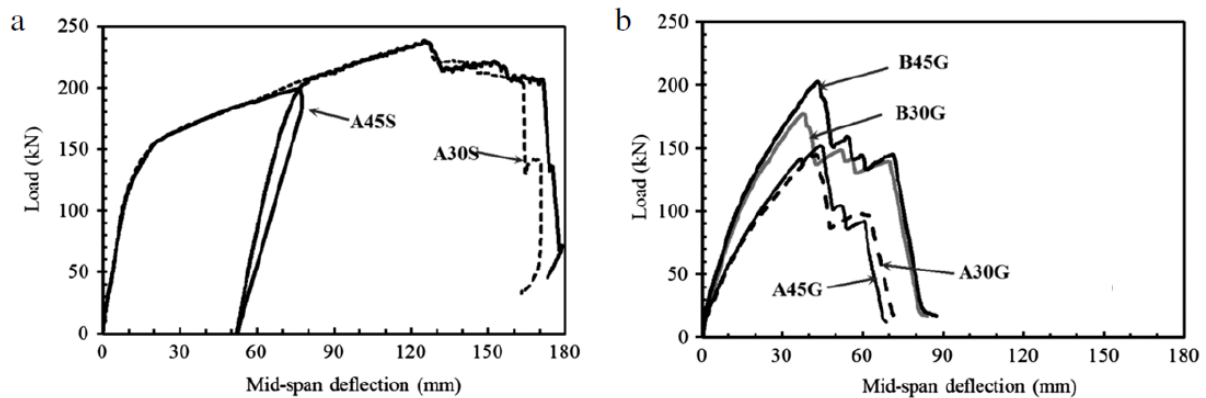 a
250
200
150
100
50
0
Load (kN)
A45S
A30S
0 30 60 90 120 150 180
Mid-span deflection (mm)
b
250
200
150
100
50
0
Load (kN)
B45G
B30G
A30G
A45G
0 30 60 90 120 150 180
Mid-span deflection (mm)